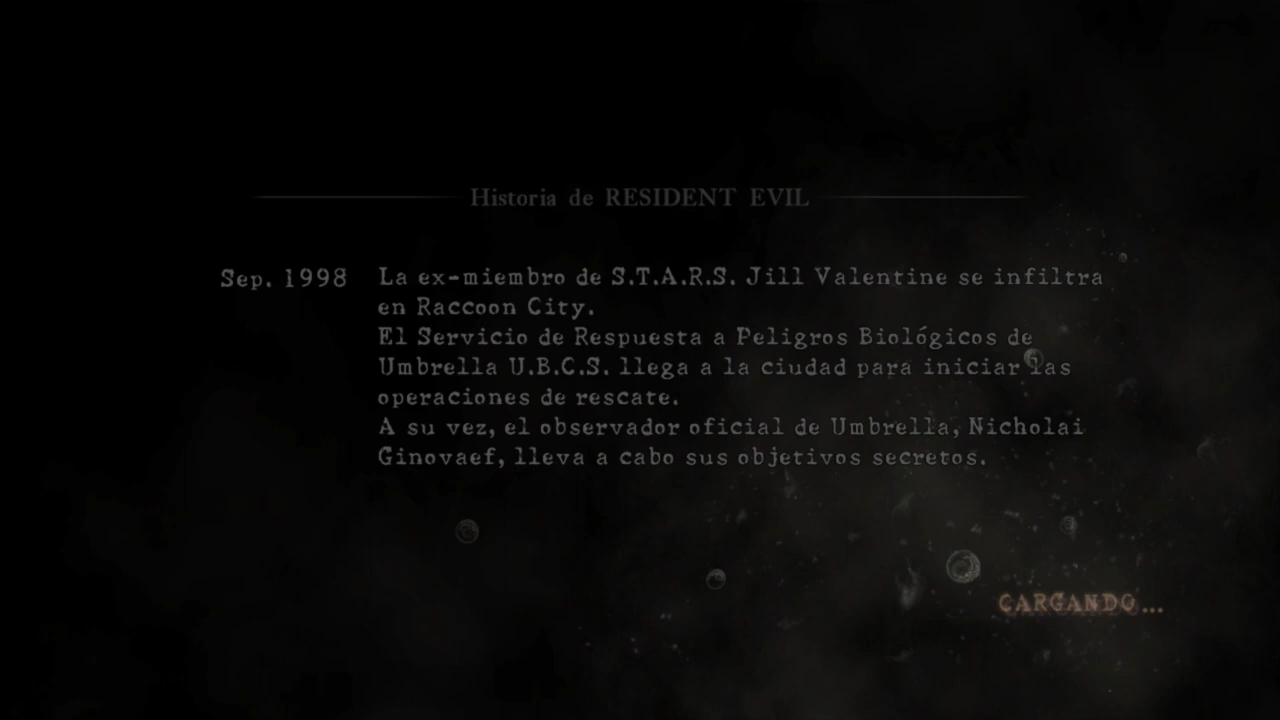 Historia de RESIDENT EVIL
Sep. 1998 La ex-miembro de S.T.A.R.S. Jill Valentine se infiltra
en Raccoon City.
El Servicio de Respuesta a Peligros Biológicos de
Umbrella U.B.C.S. llega a la ciudad para iniciar las
operaciones de rescate.
A su vez, el observador oficial de Umbrella, Nicholai
Ginovaef, lleva a cabo sus objetivos secretos.
CARGANDO...